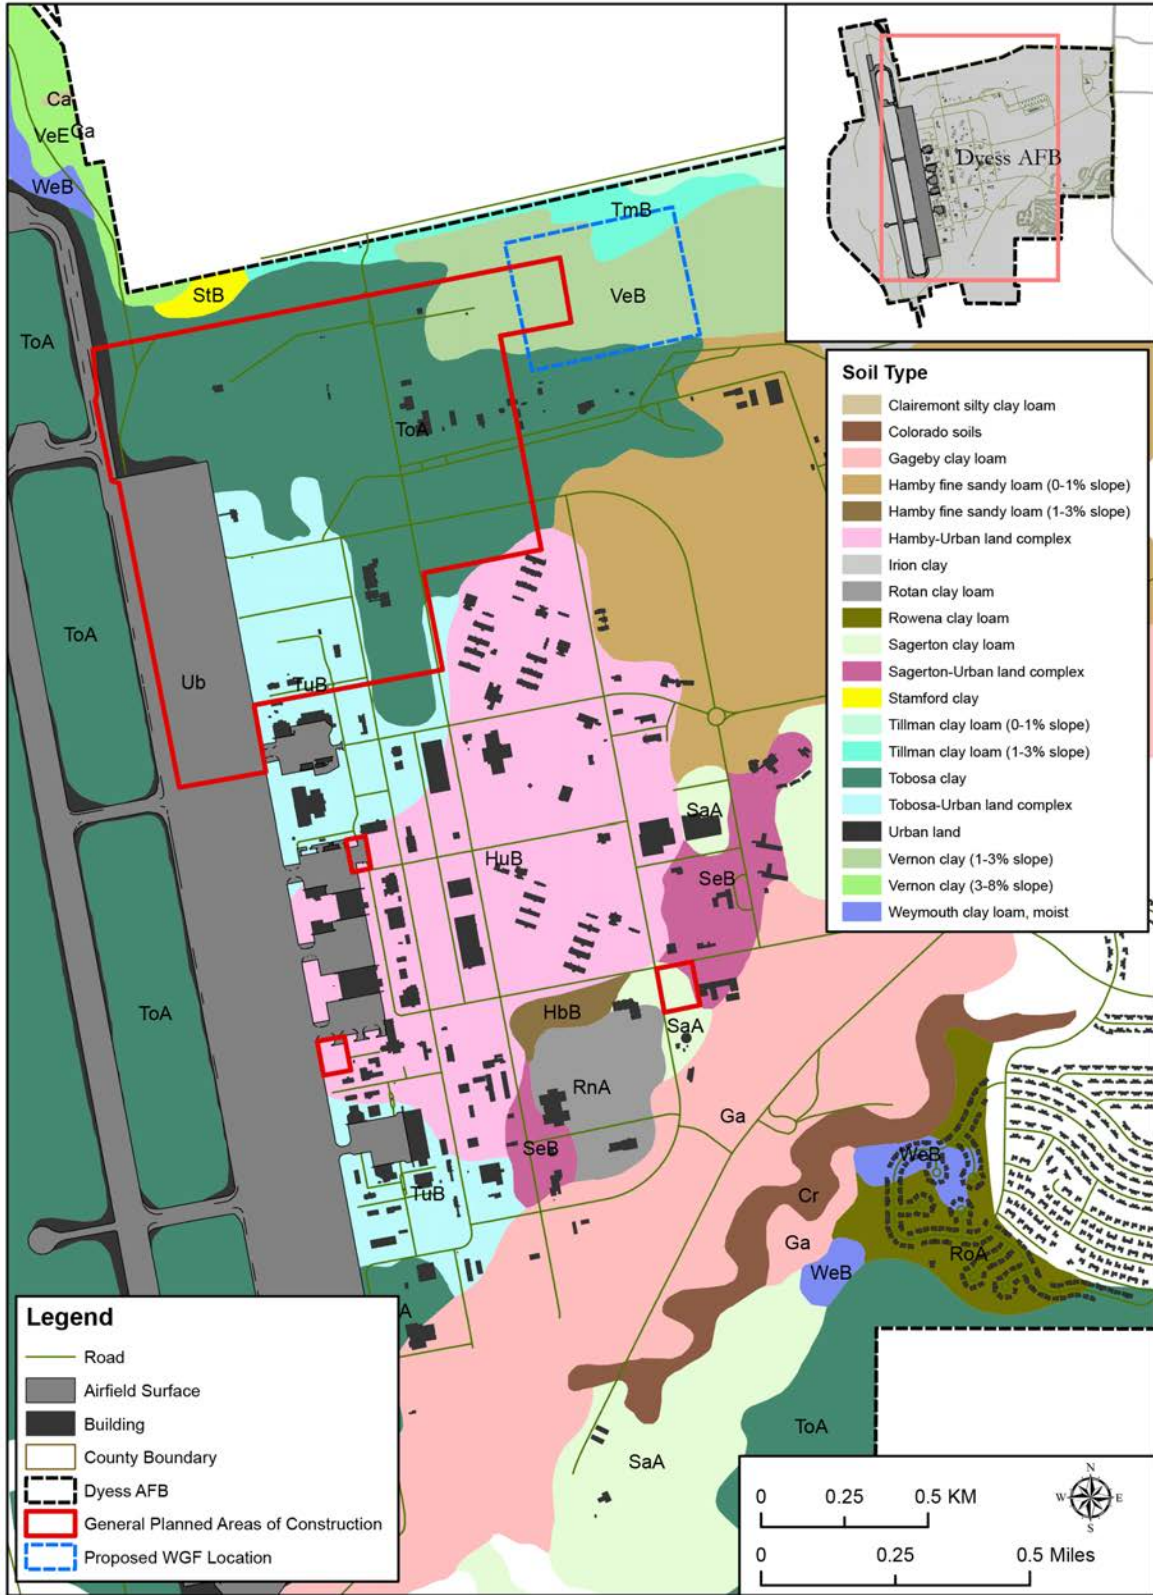 Ca
VeE
Ca
WeB
StB
TmB
VeB
ToA
ToA
ToA
Ub
TuB
SaA
HuB
SeB
ToA
HbB
SaA
RnA
Ga
SeB
WeB
TuB
Cr
Ga
RoA
WeB
A
ToA
SaA
Dyess AFB
Soil Type
Clairemont silty clay loam
Colorado soils
Gageby clay loam
Hamby fine sandy loam (0-1% slope)
Hamby fine sandy loam (1-3% slope)
Hamby-Urban land complex
Irion clay
Rotan clay loam
Rowena clay loam
Sagerton clay loam
Sagerton-Urban land complex
Stamford clay
Tillman clay loam (0-1% slope)
Tillman clay loam (1-3% slope)
Tobosa clay
Tobosa-Urban land complex
Urban land
Vernon clay (1-3% slope)
Vernon clay (3-8% slope)
Weymouth clay loam, moist
Legend
Road
Airfield Surface
Building
County Boundary
Dyess AFB
General Planned Areas of Construction
Proposed WGF Location
N
W E
S
0 0.25 0.5 KM
0 0.25 0.5 Miles